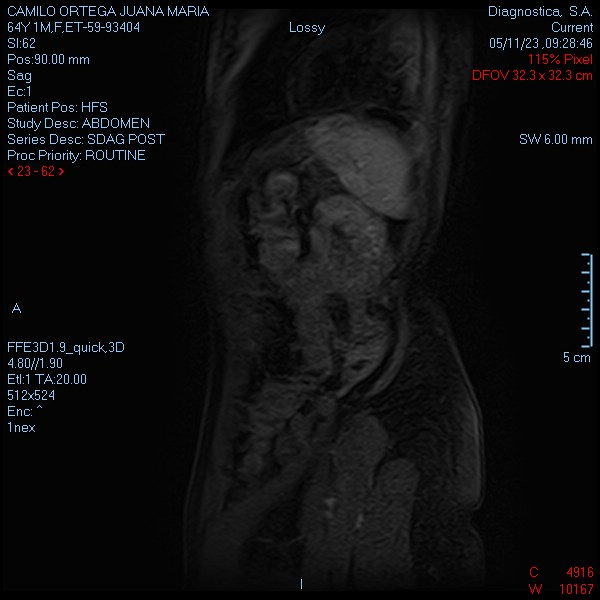 CAMILO ORTEGA JUANA MARIA
64Y 1M,F,ET-59-93404
SI:62
Pos:90.00 mm
Sag
Ec:1
Patient Pos: HFS
Study Desc: ABDOMEN
Series Desc: SDAG POST
Proc Priority: ROUTINE
< 23 - 62 >
Lossy
Diagnostica, S.A.
Current
05/11/23 ,09:28:46
115% Pixel
DFOV 32.3 x 32.3 cm
SW 6.00 mm
A
5 cm
FFE3D1.9_quick,3D
4.80//1.90
Etl:1 TA:20.00
512x524
Enc: ^
1nex
I
C 4916
W 10167